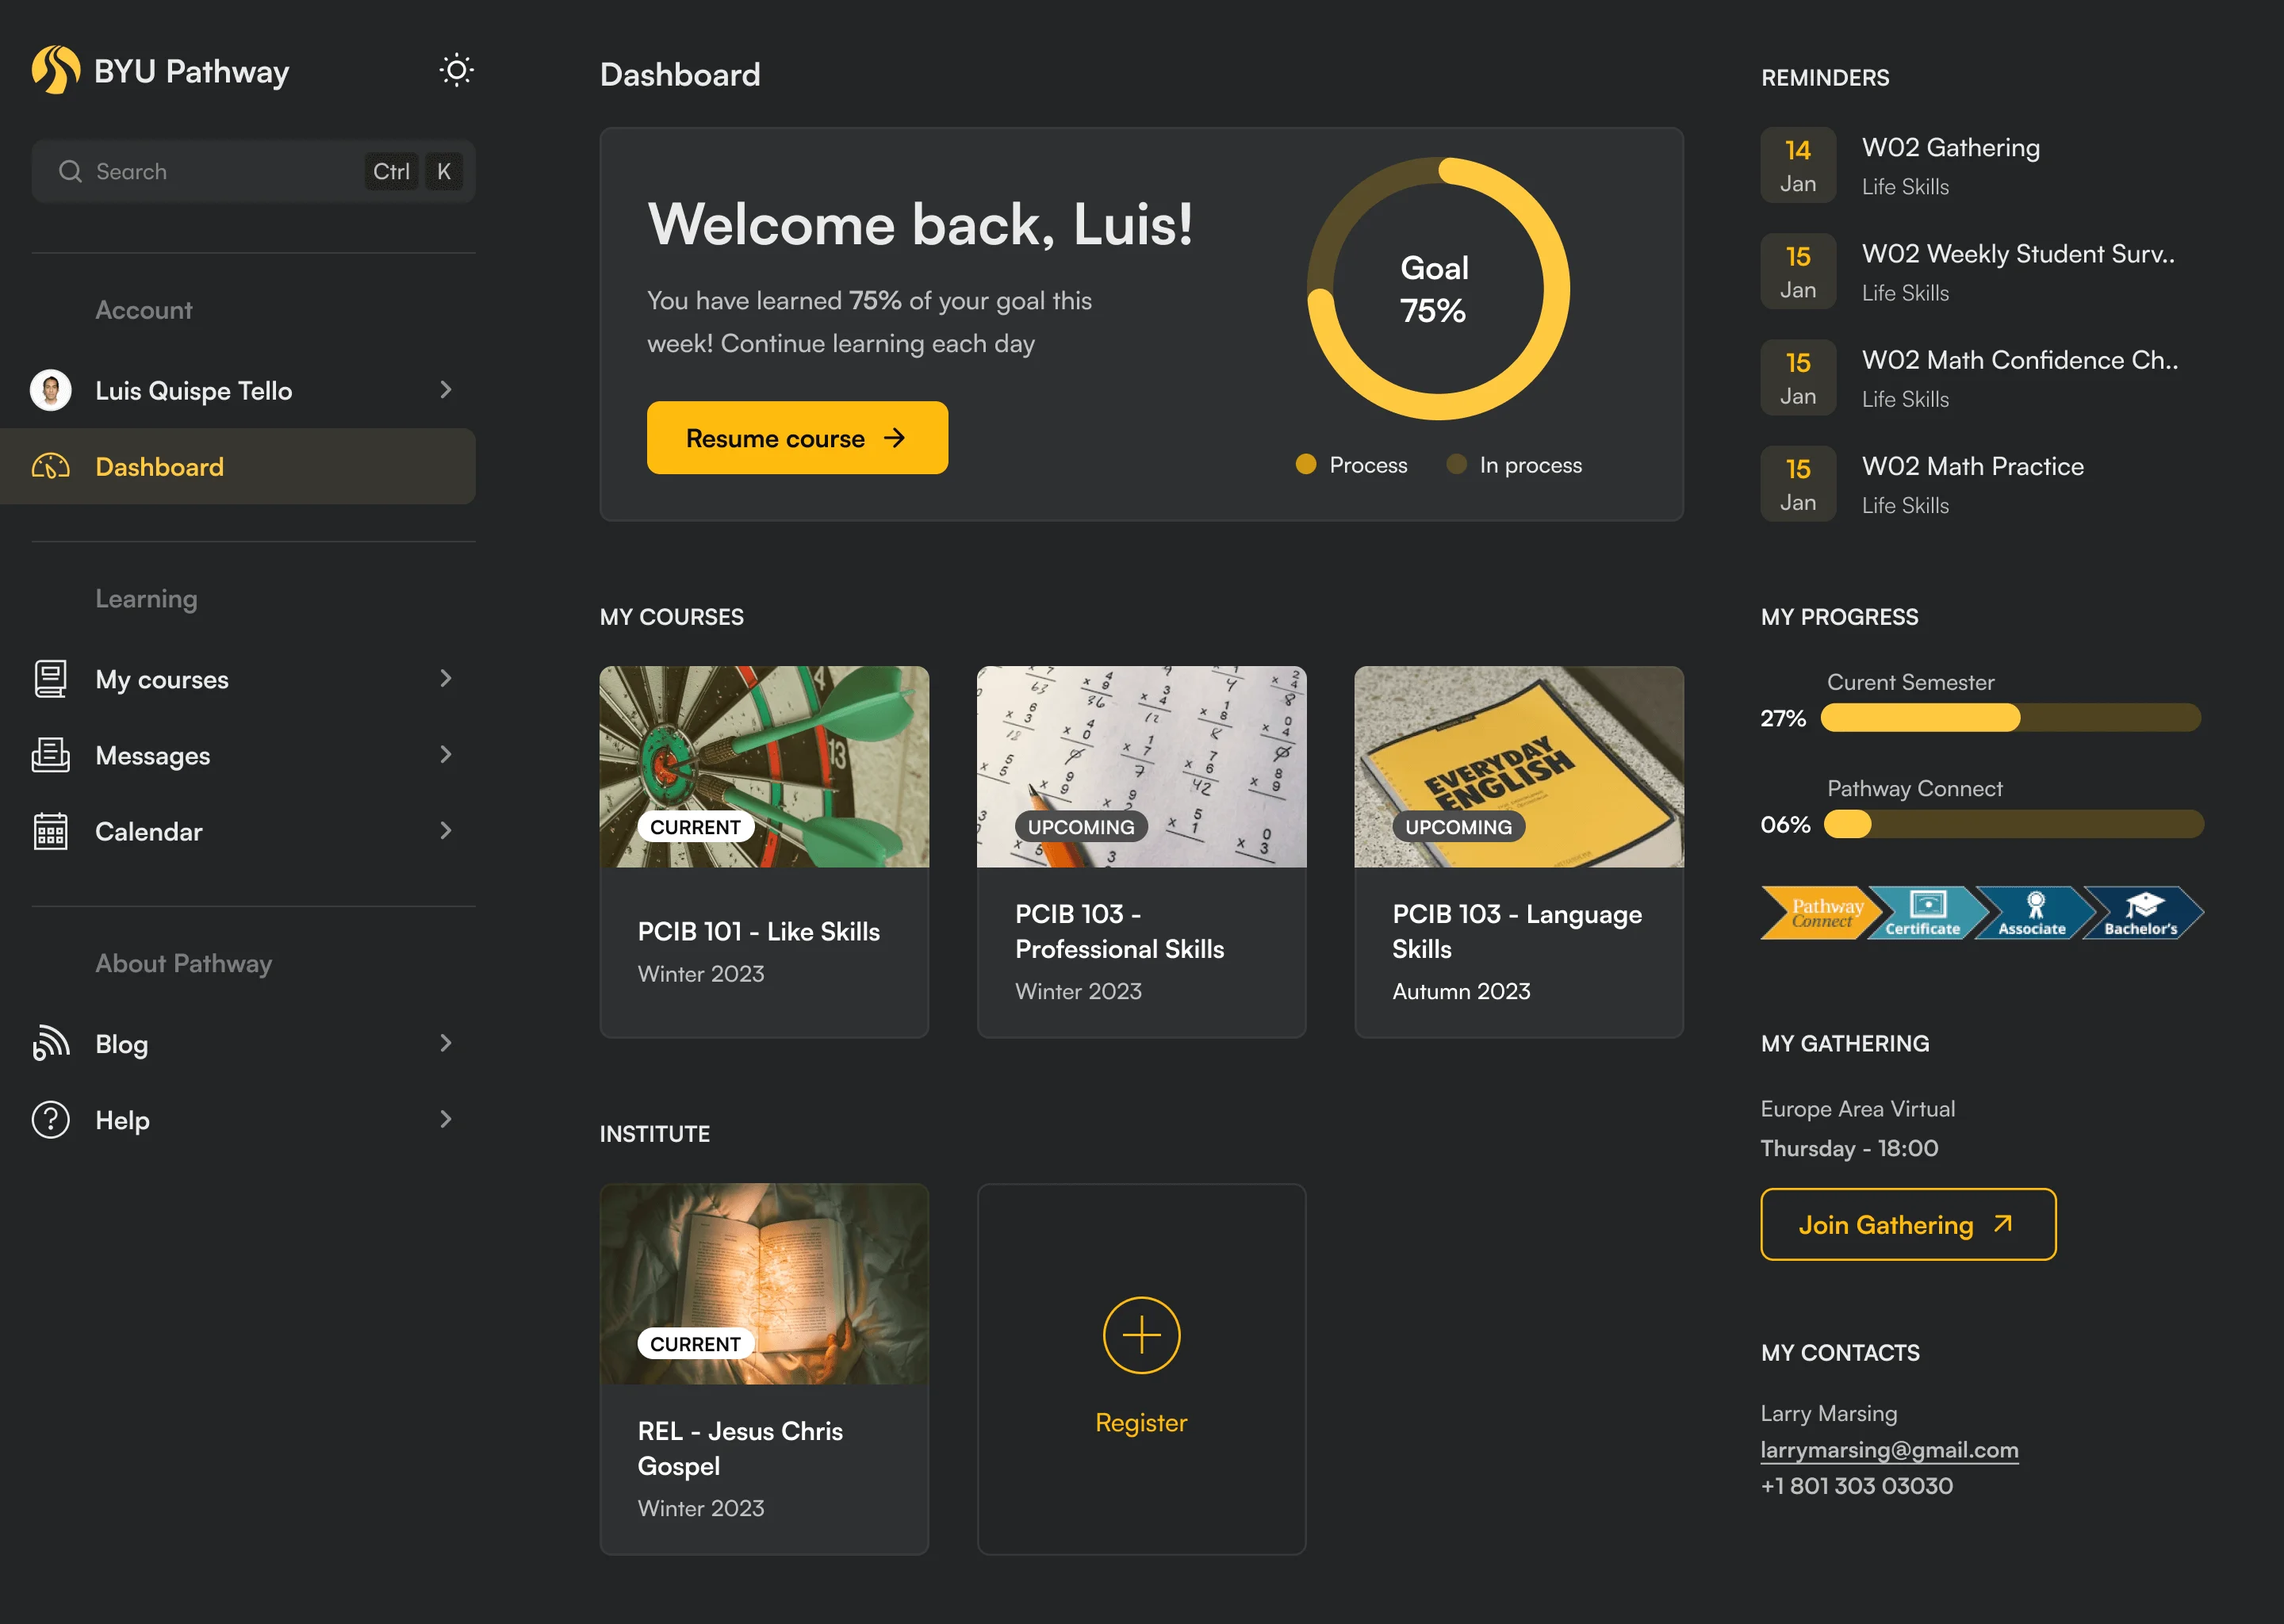 BYU Pathway
Search
Ctrl
K
Account
Luis Quispe Tello
Dashboard
Learning
My courses
Messages
Calendar
About Pathway
Blog
Help
Dashboard
Welcome back, Luis!
You have learned 75% of your goal this
week! Continue learning each day
Resume course
Goal
75%
Process
In process
MY COURSES
CURRENT
PCIB 101 - Like Skills
Winter 2023
UPCOMING
PCIB 103 -
Professional Skills
Winter 2023
EVERYDAY
ENGLISH
UPCOMING
PCIB 103 - Language
Skills
Autumn 2023
INSTITUTE
CURRENT
REL - Jesus Chris
Gospel
Winter 2023
Register
REMINDERS
14
Jan
W02 Gathering
Life Skills
15
Jan
W02 Weekly Student Surv..
Life Skills
15
Jan
W02 Math Confidence Ch..
Life Skills
15
Jan
W02 Math Practice
Life Skills
MY PROGRESS
Curent Semester
27%
Pathway Connect
06%
Pathway
Connect
Certificate
Associate
Bachelor's
MY GATHERING
Europe Area Virtual
Thursday - 18:00
Join Gathering
MY CONTACTS
Larry Marsing
larrymarsing@gmail.com
+1 801 303 03030